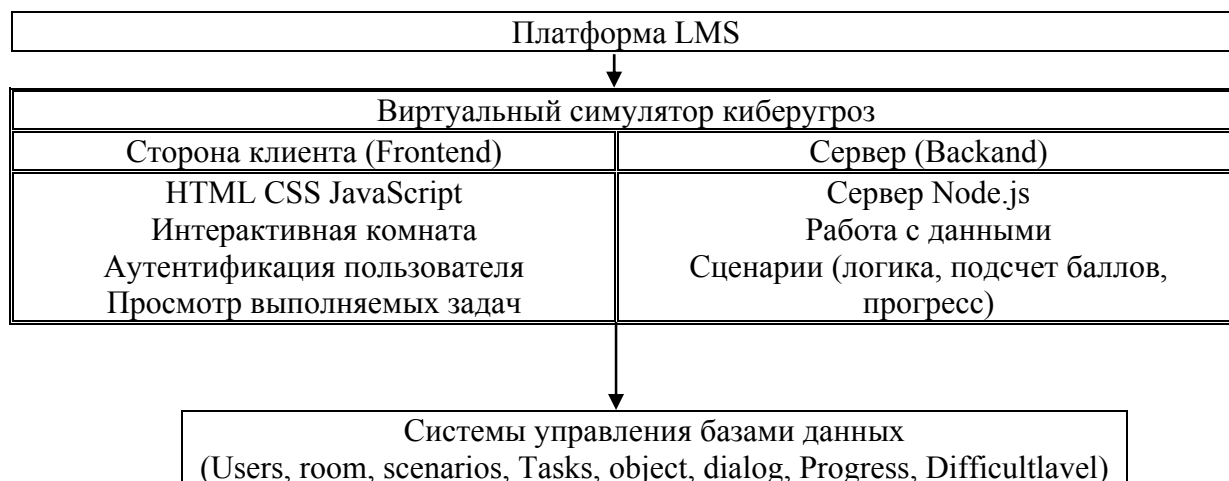 Платформа LMS
Виртуальный симулятор киберугроз
Сторона клиента (Frontend)
Сервер (Backand)
HTML CSS JavaScript
Интерактивная комната
Аутентификация пользователя
Просмотр выполняемых задач
Сервер Node.js
Работа с данными
Сценарии (логика, подсчет баллов,
прогресс)
Системы управления базами данных
(Users, room, scenarios, Tasks, object, dialog, Progress, Difficultlavel)